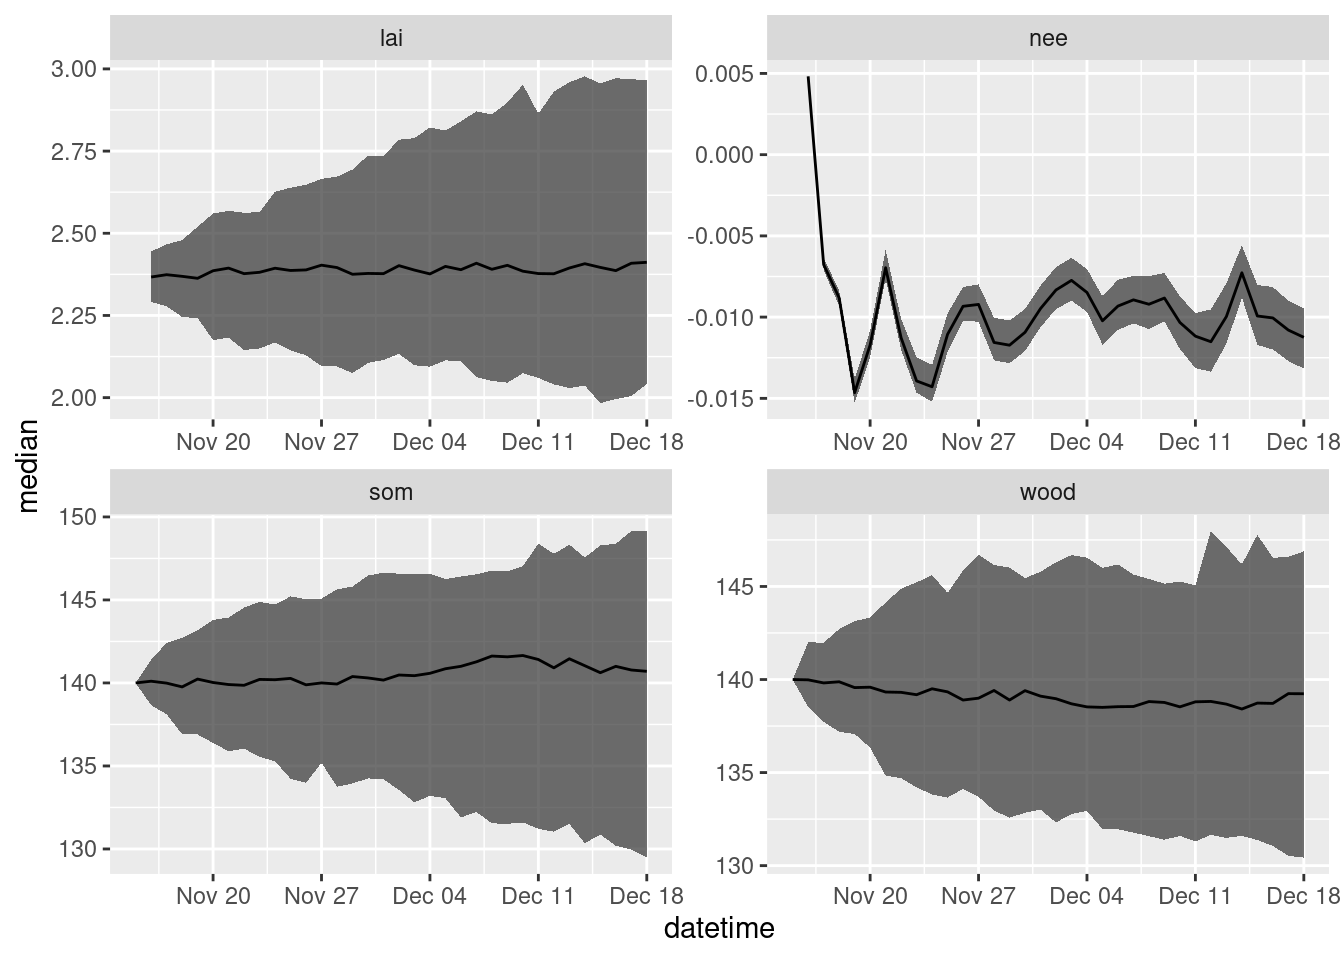 lai
nee
3.00
2.75
2.50
2.25
2.00
0.005
0.000
-0.005
-0.010
-0.015
Nov 20 Nov 27 Dec 04 Dec 11 Dec 18
Nov 20 Nov 27 Dec 04 Dec 11 Dec 18
median
som
wood
150
145
140
135
130
145
140
135
130
Nov 20 Nov 27 Dec 04 Dec 11 Dec 18
Nov 20 Nov 27 Dec 04 Dec 11 Dec 18
datetime